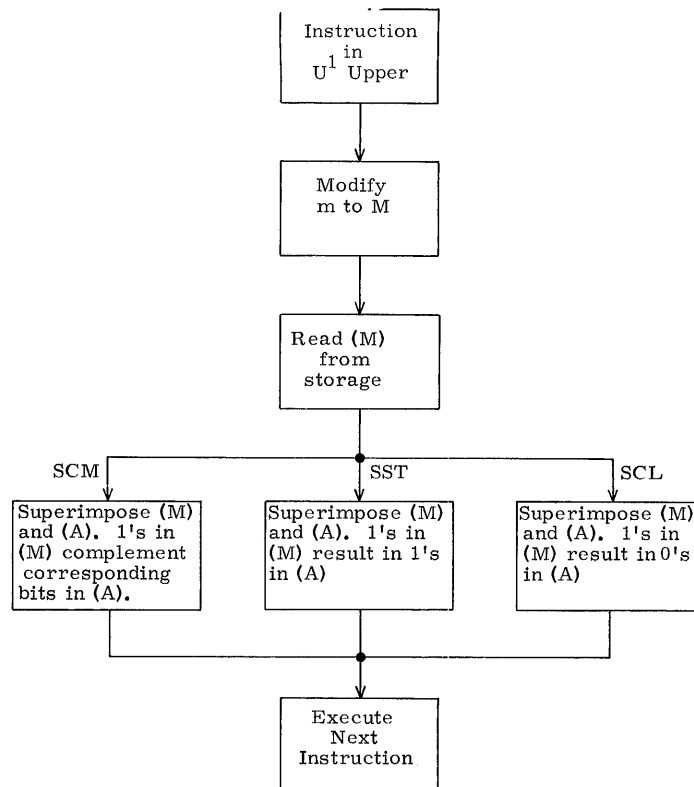 Instruction
in
U¹ Upper
Modify
m to M
Read (M)
from
storage
SCM
SST
SCL
Superimpose (M)
and (A). 1's in
(M) complement
corresponding
bits in (A).
Superimpose (M)
and (A). 1's in
(M) result in 1's
in (A)
Superimpose (M)
and (A). 1's in
(M) result in 0's
in (A)
Execute
Next
Instruction